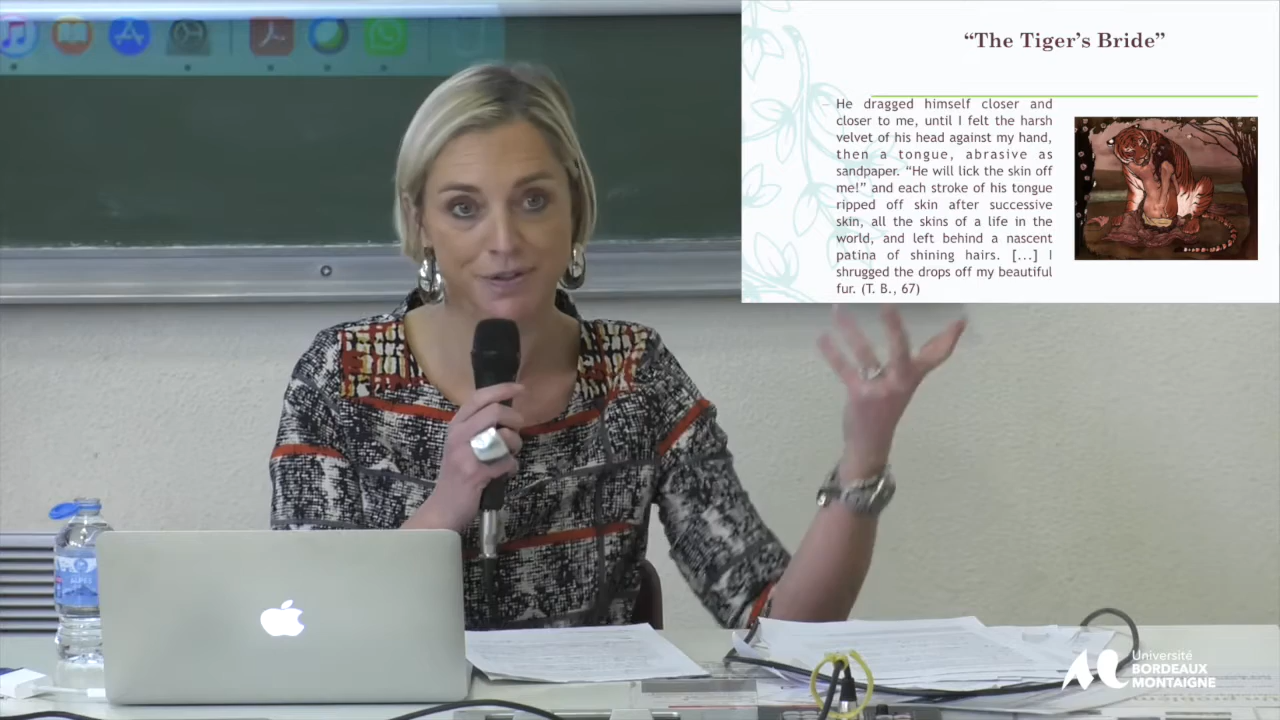 “The Tiger’s Bride”
He dragged himself closer and
closer to me, until I felt the harsh
velvet of his head against my hand,
then a tongue, abrasive as
sandpaper. “He will lick the skin off
me!” and each stroke of his tongue
ripped off skin after successive
skin, all the skins of a life in the
world, and left behind a nascent
patina of shining hairs. [...] I
shrugged the drops off my beautiful
fur. (T. B., 67)
Université
BORDEAUX
MONTAIGNE